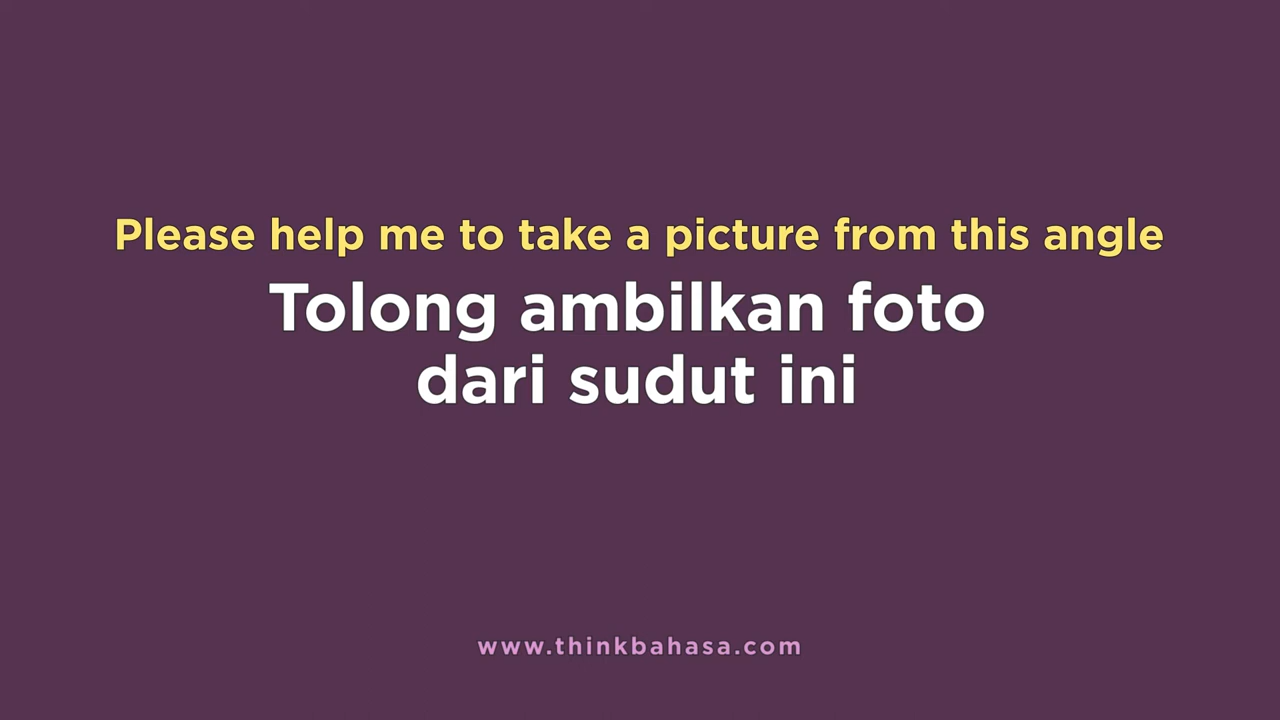 Please help me to take a picture from this angle
Tolong ambilkan foto
dari sudut ini
www.thinkbahasa.com